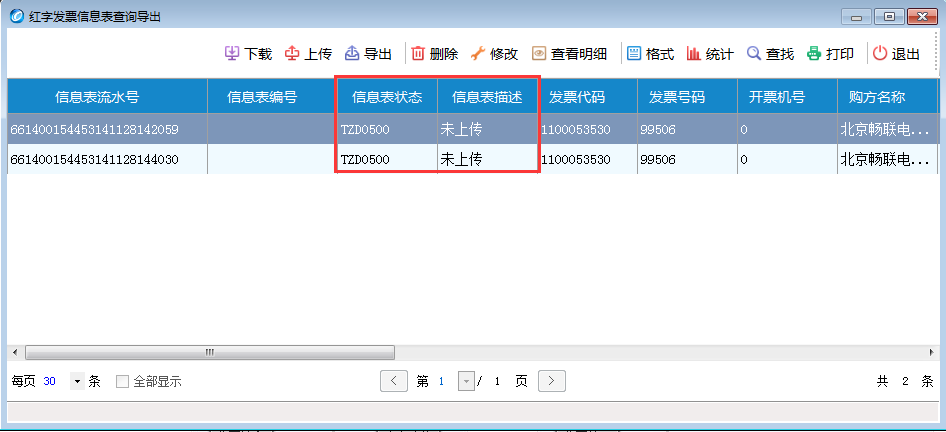 红字发票信息表查询导出
下载 上传 导出 删除 修改 查看明细 格式 统计 查找 打印 退出
信息表流水号 信息表编号 信息表状态 信息表描述 发票代码 发票号码 开票机号 购方名称
661400154453141128142059 TZD0500 未上传 1100053530 99506 0 北京畅联电...
661400154453141128144030 TZD0500 未上传 1100053530 99506 0 北京畅联电...
每页 30 条 全部显示 第 1 / 1 页 共 2 条